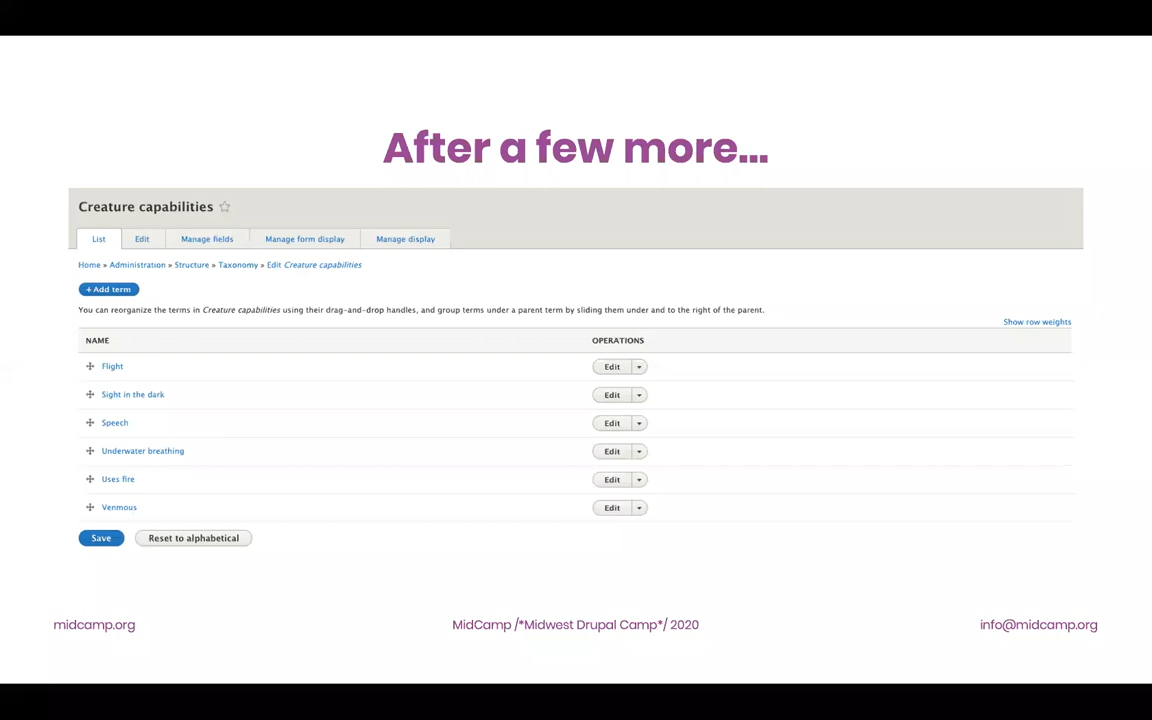 After a few more...
Creature capabilities
List Edit Manage fields Manage form display Manage display
Home » Administration » Structure » Taxonomy » Edit Creature capabilities
+ Add term
You can reorganize the terms in Creature capabilities using their drag-and-drop handles, and group terms under a parent term by sliding them under and to the right of the parent.
Show row weights
NAME OPERATIONS
Flight Edit
Sight in the dark Edit
Speech Edit
Underwater breathing Edit
Uses fire Edit
Venmous Edit
Save Reset to alphabetical
midcamp.org MidCamp /*Midwest Drupal Camp*/ 2020 info@midcamp.org